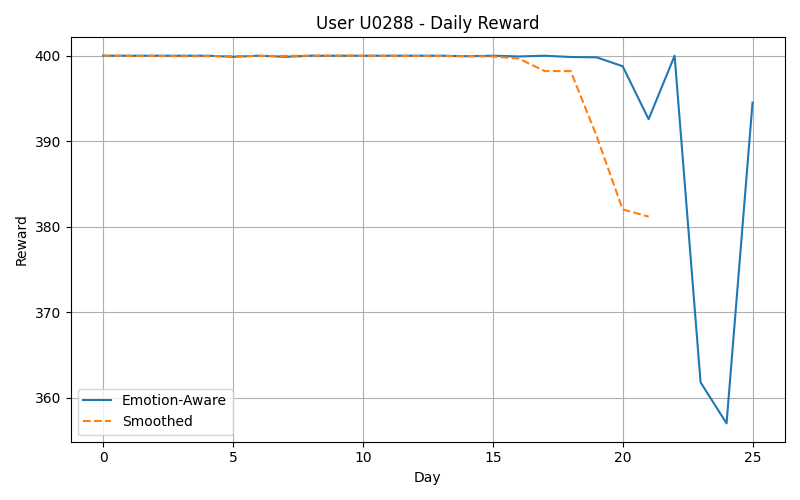 User U0288 - Daily Reward
Reward
400
390
380
370
360
Emotion-Aware
Smoothed
0 5 10 15 20 25
Day